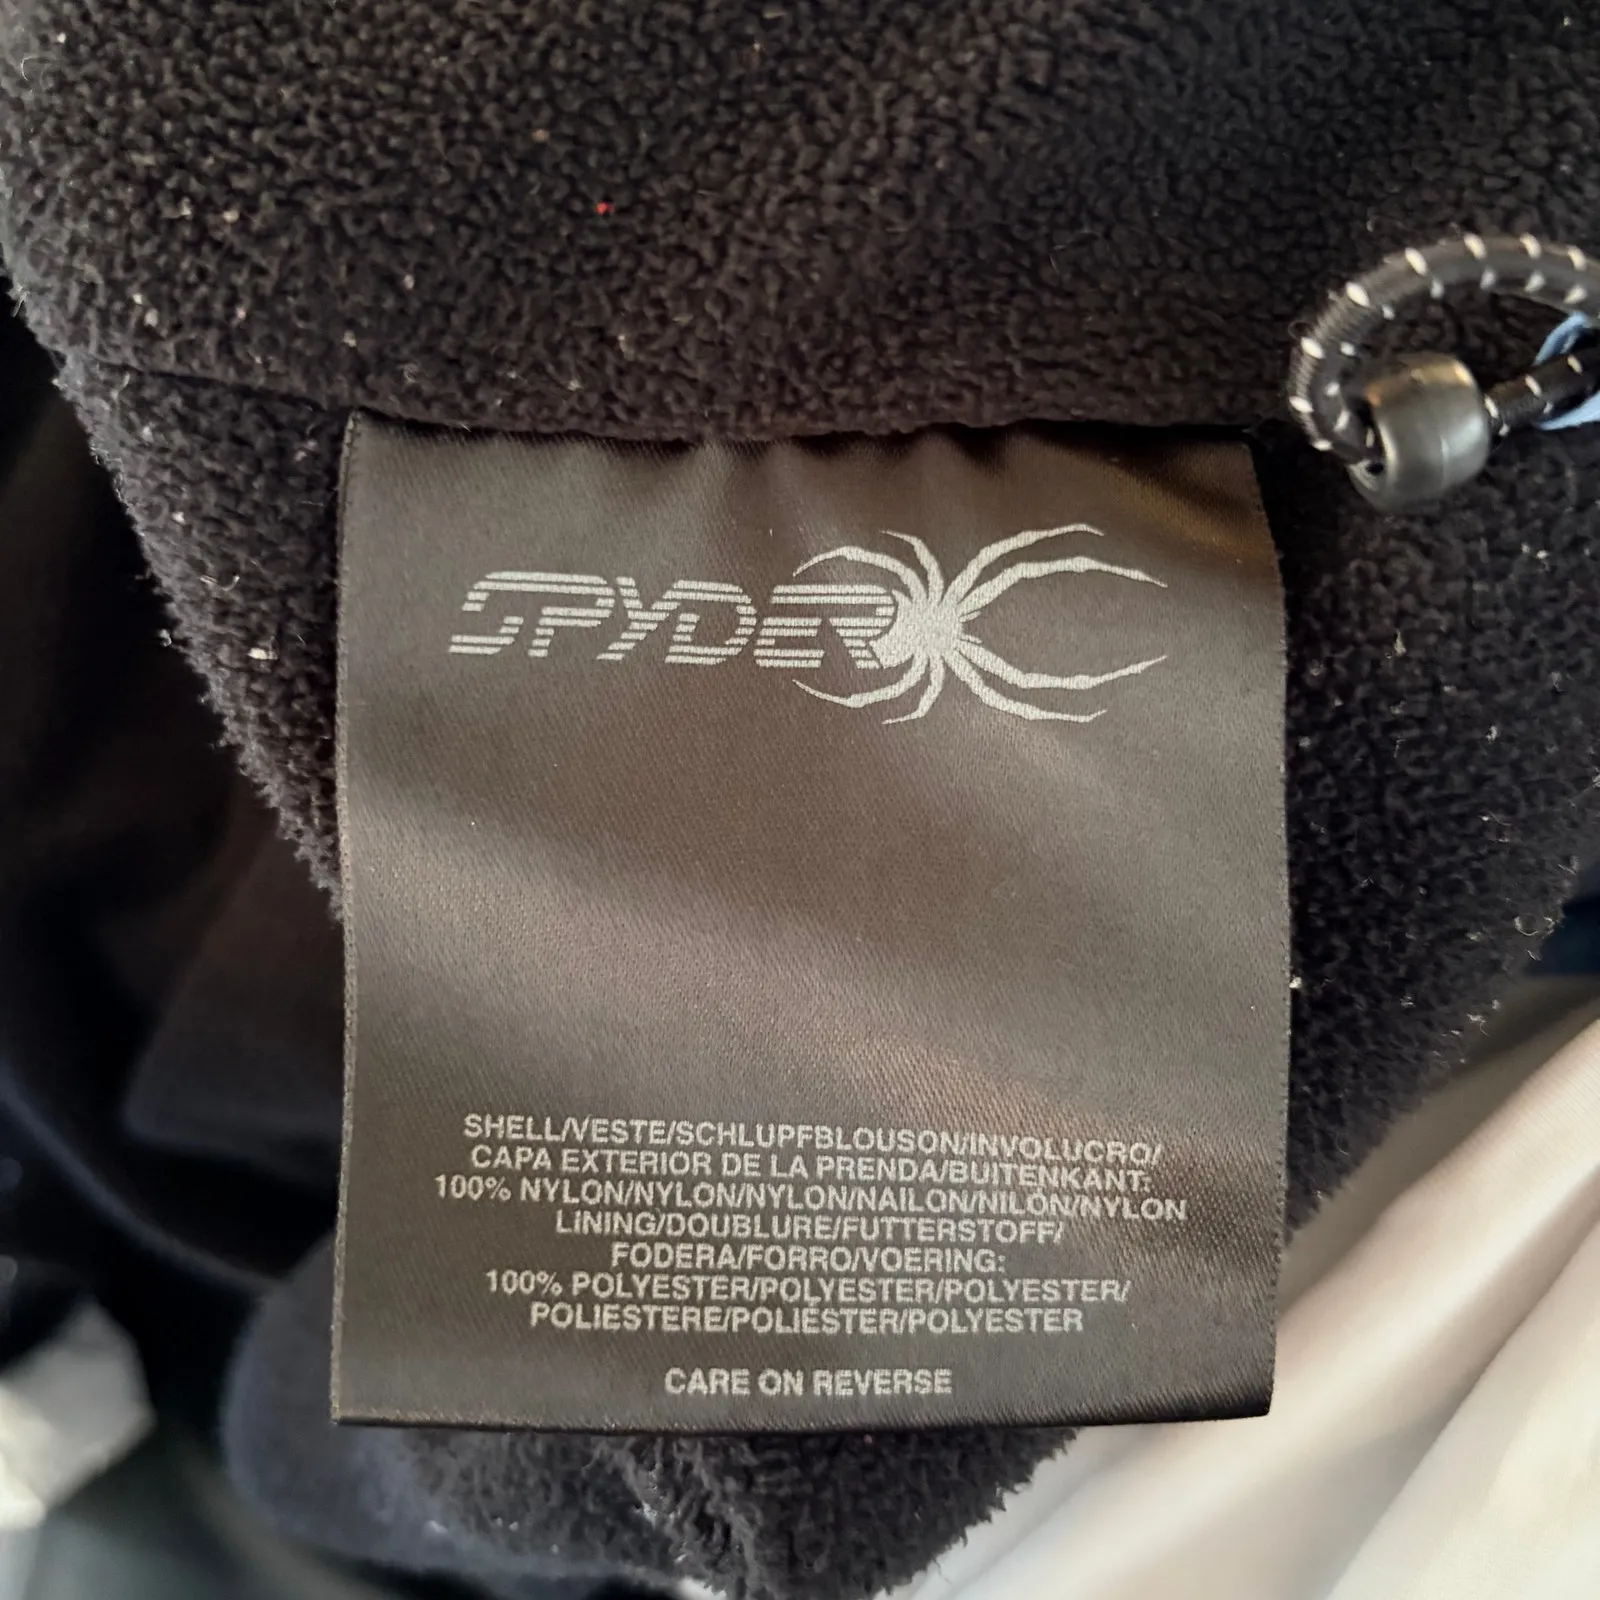 SPYDER
SHELL/VESTE/SCHLUPFBLOUSON/INVOLUCRO/
CAPA EXTERIOR DE LA PRENDA/BUITENKANT:
100% NYLON/NYLON/NYLON/NAILON/NILÓN/NYLON
LINING/DOUBLURE/FUTTERSTOFF/
FODERA/FORRO/VOERING:
100% POLYESTER/POLYESTER/POLYESTER/
POLIESTERE/POLIÉSTER/POLYESTER
CARE ON REVERSE